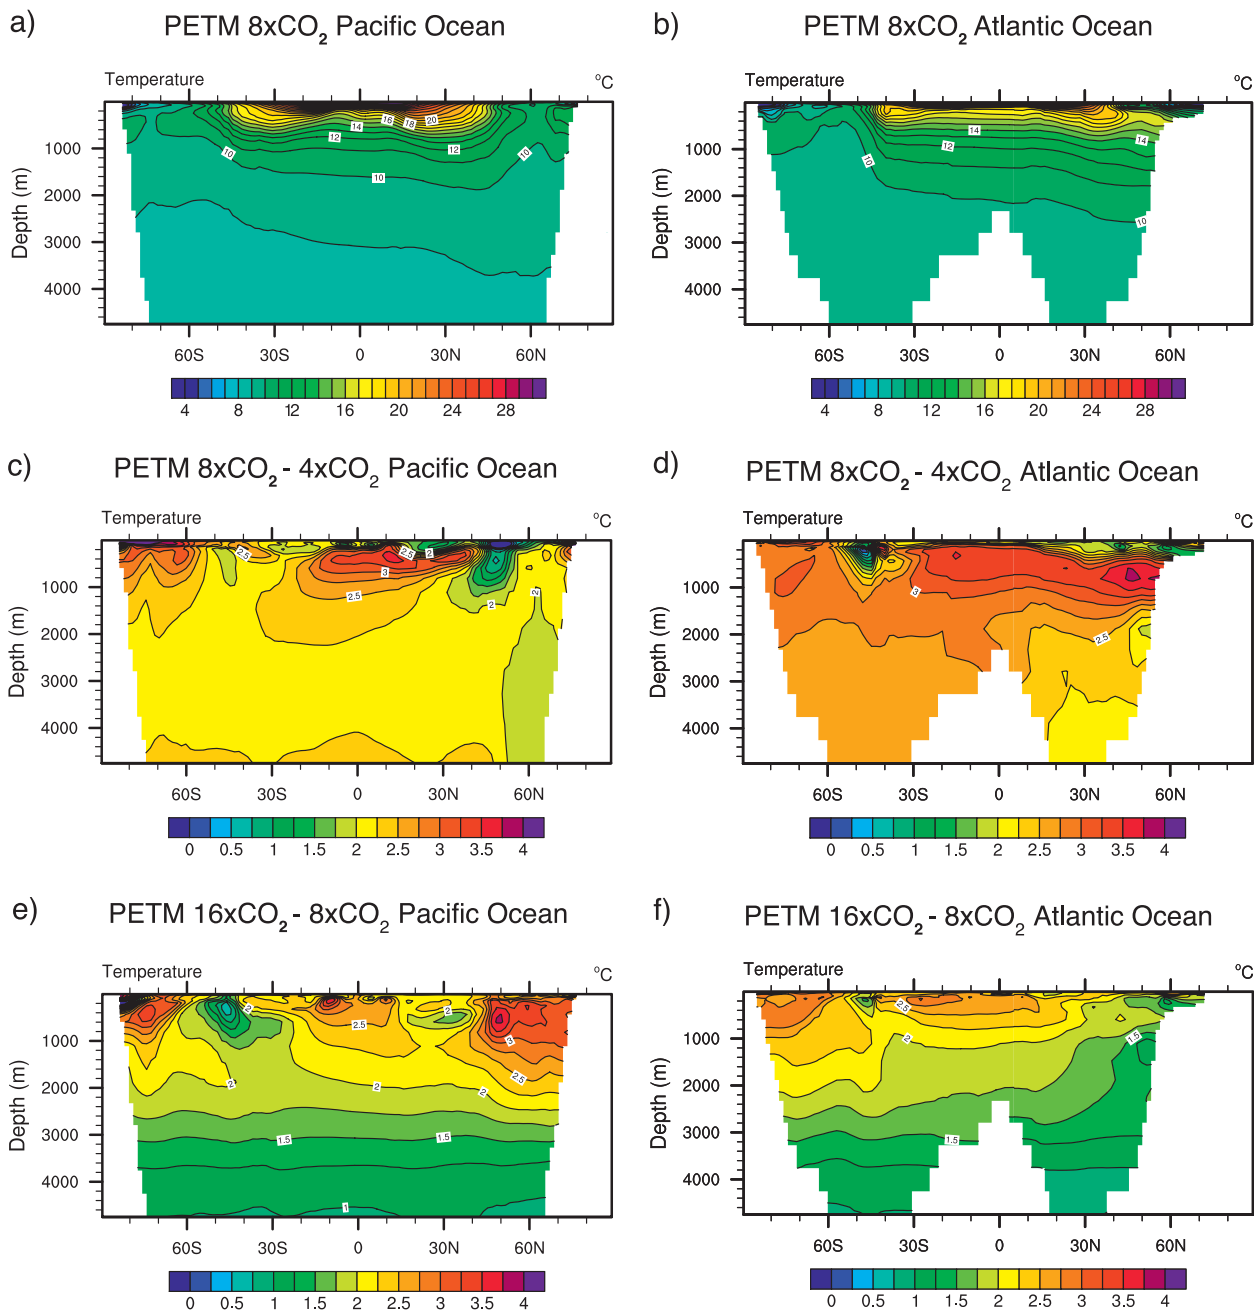 a) PETM 8xCO2 Pacific Ocean
Temperature °C
10 12 14 16 18 20 12 10 10
1000
2000
3000
4000
Depth (m)
60S 30S 0 30N 60N
4 8 12 16 20 24 28
b) PETM 8xCO2 Atlantic Ocean
Temperature °C
10 12 14 14 10
1000
2000
3000
4000
Depth (m)
60S 30S 0 30N 60N
4 8 12 16 20 24 28
c) PETM 8xCO2 - 4xCO2 Pacific Ocean
Temperature °C
2.5 2.5 2 3 2.5 2 2
1000
2000
3000
4000
Depth (m)
60S 30S 0 30N 60N
0 0.5 1 1.5 2 2.5 3 3.5 4
d) PETM 8xCO2 - 4xCO2 Atlantic Ocean
Temperature °C
3 2.5
1000
2000
3000
4000
Depth (m)
60S 30S 0 30N 60N
0 0.5 1 1.5 2 2.5 3 3.5 4
e) PETM 16xCO2 - 8xCO2 Pacific Ocean
Temperature °C
2 2 2.5 2 3 2.5 2 2 2 1.5 1.5 1
1000
2000
3000
4000
Depth (m)
60S 30S 0 30N 60N
0 0.5 1 1.5 2 2.5 3 3.5 4
f) PETM 16xCO2 - 8xCO2 Atlantic Ocean
Temperature °C
2.5 2 1.5 1.5
1000
2000
3000
4000
Depth (m)
60S 30S 0 30N 60N
0 0.5 1 1.5 2 2.5 3 3.5 4